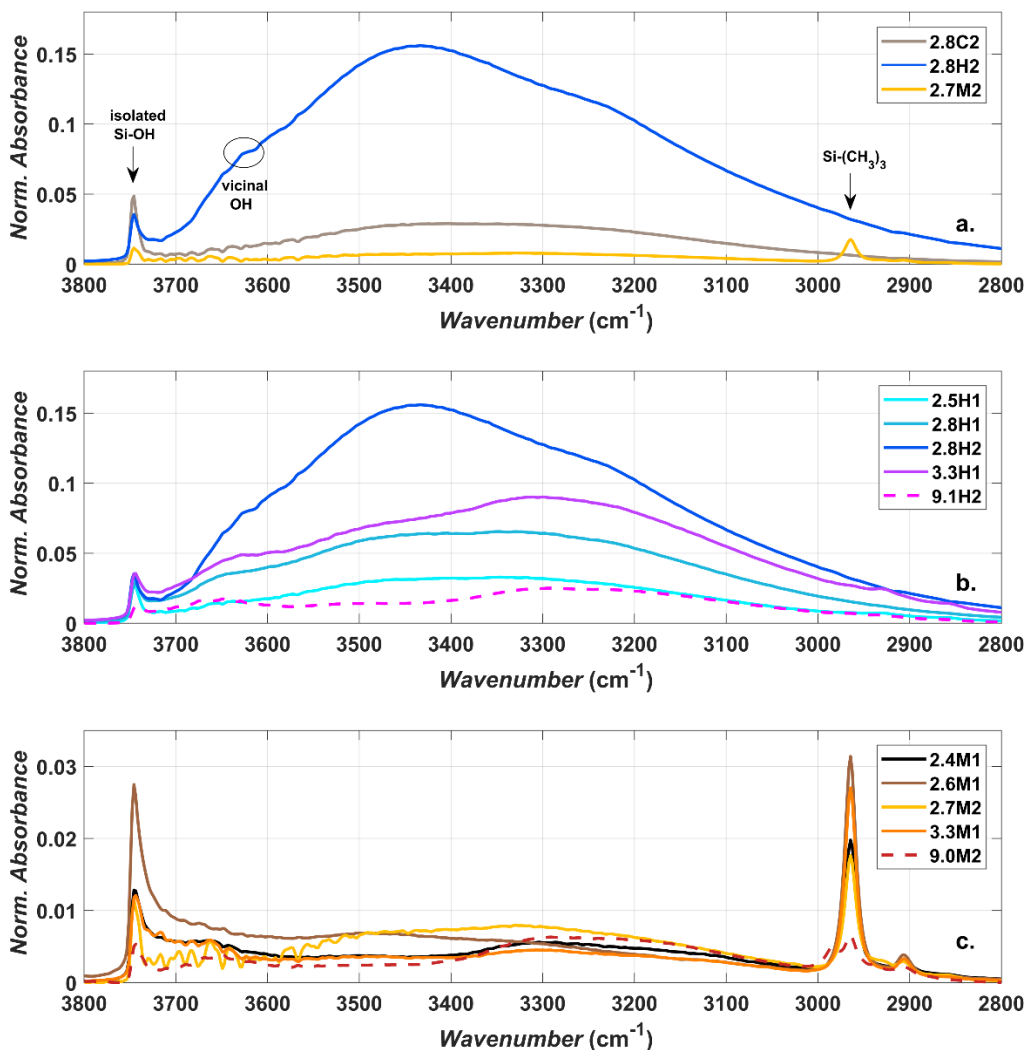 Norm. Absorbance
0.15
0.1
0.05
0
isolated
Si-OH
vicinal
OH
Si-(CH3)3
2.8C2
2.8H2
2.7M2
a.
3800 3700 3600 3500 3400 3300 3200 3100 3000 2900 2800
Wavenumber (cm-1)
Norm. Absorbance
0.15
0.1
0.05
0
2.5H1
2.8H1
2.8H2
3.3H1
9.1H2
b.
3800 3700 3600 3500 3400 3300 3200 3100 3000 2900 2800
Wavenumber (cm-1)
Norm. Absorbance
0.03
0.02
0.01
0
2.4M1
2.6M1
2.7M2
3.3M1
9.0M2
c.
3800 3700 3600 3500 3400 3300 3200 3100 3000 2900 2800
Wavenumber (cm-1)